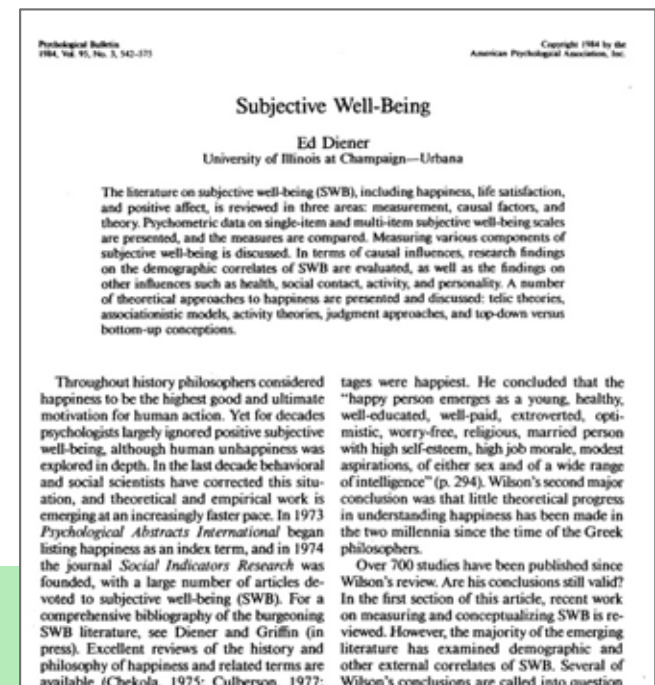 Psychological Bulletin
1984, Vol. 95, No. 3, 542-575
Copyright 1984 by the
American Psychological Association, Inc.
Subjective Well-Being
Ed Diener
University of Illinois at Champaign—Urbana
The literature on subjective well-being (SWB), including happiness, life satisfaction,
and positive affect, is reviewed in three areas: measurement, causal factors, and
theory. Psychometric data on single-item and multi-item subjective well-being scales
are presented, and the measures are compared. Measuring various components of
subjective well-being is discussed. In terms of causal influences, research findings
on the demographic correlates of SWB are evaluated, as well as the findings on
other influences such as health, social contact, activity, and personality. A number
of theoretical approaches to happiness are presented and discussed: telic theories,
associationistic models, activity theories, judgment approaches, and top-down versus
bottom-up conceptions.
Throughout history philosophers considered
happiness to be the highest good and ultimate
motivation for human action. Yet for decades
psychologists largely ignored positive subjective
well-being, although human unhappiness was
explored in depth. In the last decade behavioral
and social scientists have corrected this situ-
ation, and theoretical and empirical work is
emerging at an increasingly faster pace. In 1973
Psychological Abstracts International began
listing happiness as an index term, and in 1974
the journal Social Indicators Research was
founded, with a large number of articles de-
voted to subjective well-being (SWB). For a
comprehensive bibliography of the burgeoning
SWB literature, see Diener and Griffin (in
press). Excellent reviews of the history and
philosophy of happiness and related terms are
available (Chekola, 1975; Culberson, 1977;
tages were happiest. He concluded that the
"happy person emerges as a young, healthy,
well-educated, well-paid, extroverted, opti-
mistic, worry-free, religious, married person
with high self-esteem, high job morale, modest
aspirations, of either sex and of a wide range
of intelligence" (p. 294). Wilson's second major
conclusion was that little theoretical progress
in understanding happiness has been made in
the two millennia since the time of the Greek
philosophers.
Over 700 studies have been published since
Wilson's review. Are his conclusions still valid?
In the first section of this article, recent work
on measuring and conceptualizing SWB is re-
viewed. However, the majority of the emerging
literature has examined demographic and
other external correlates of SWB. Several of
Wilson's conclusions are called into question